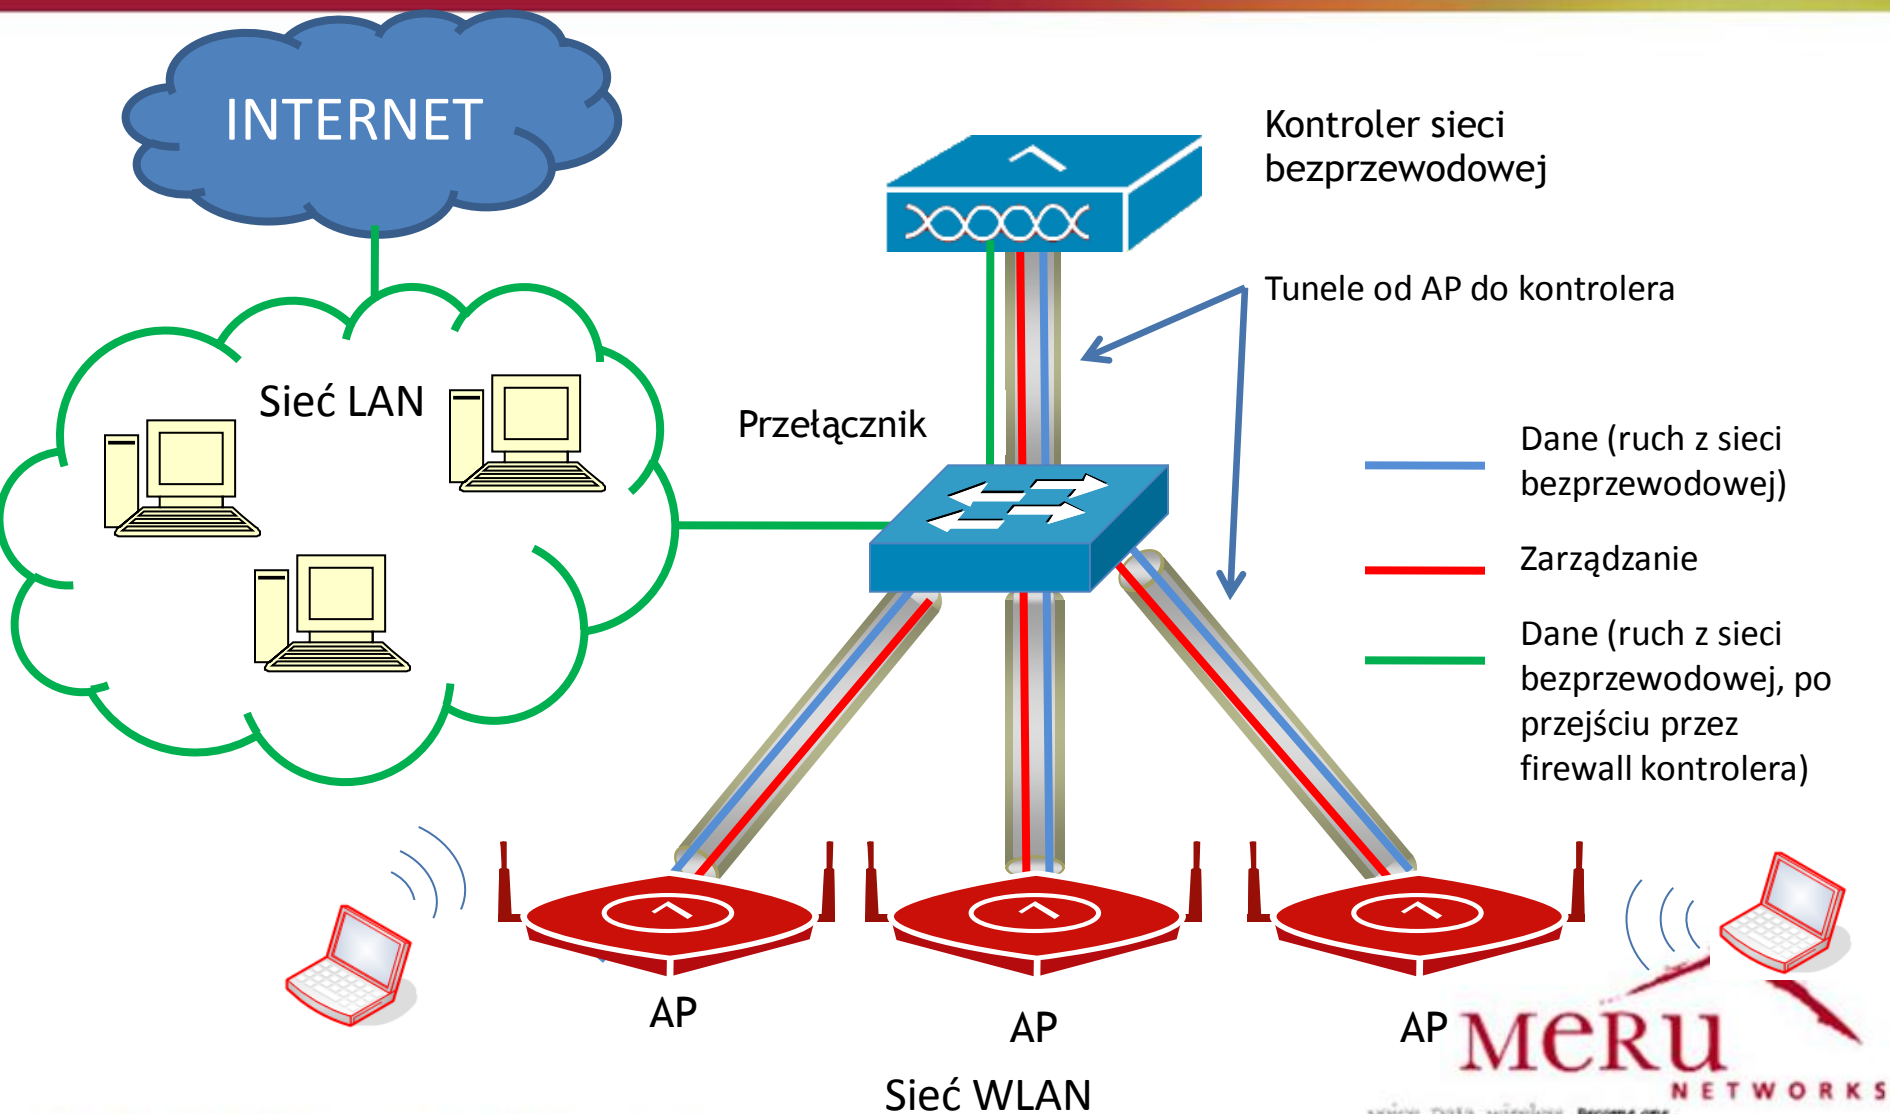 INTERNET
Kontroler sieci
bezprzewodowej
Tunele od AP do kontrolera
Sieć LAN
Przełącznik
Dane (ruch z sieci
bezprzewodowej)
Zarządzanie
Dane (ruch z sieci
bezprzewodowej, po
przejściu przez
firewall kontrolera)
AP
AP
AP
MeRU
NETWORKS
Sieć WLAN